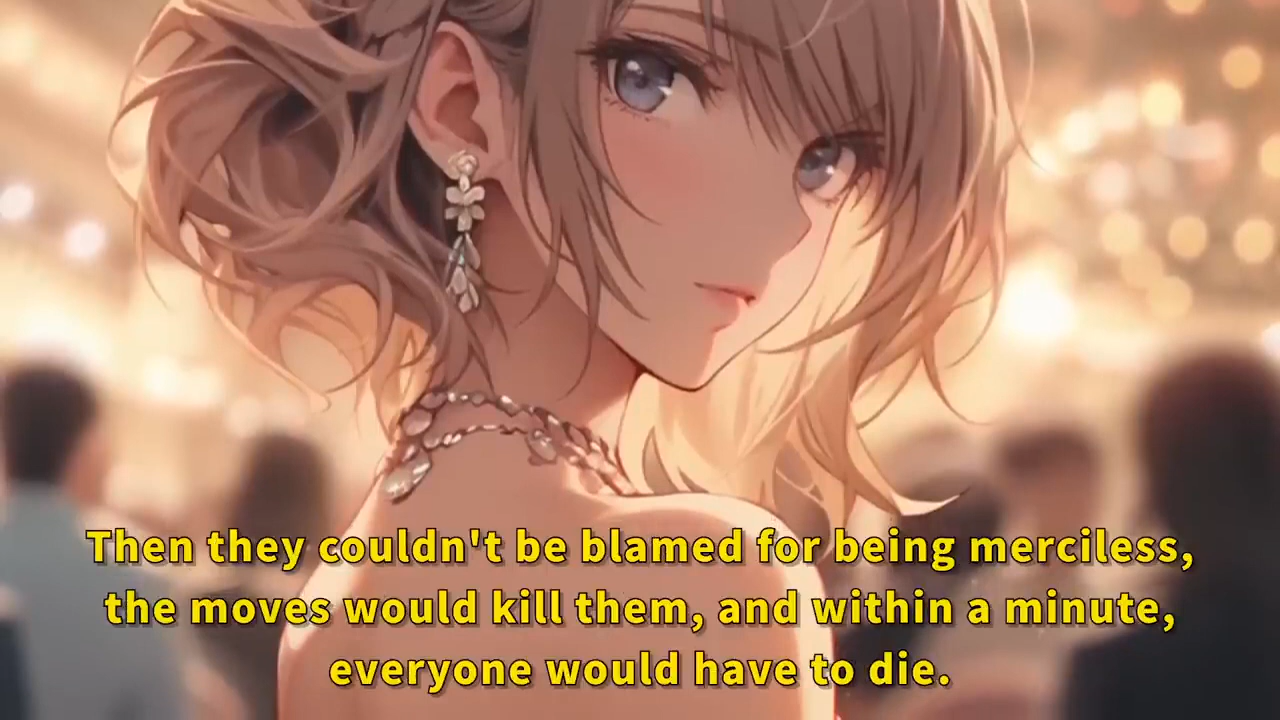 Then they couldn't be blamed for being merciless,
the moves would kill them, and within a minute,
everyone would have to die.